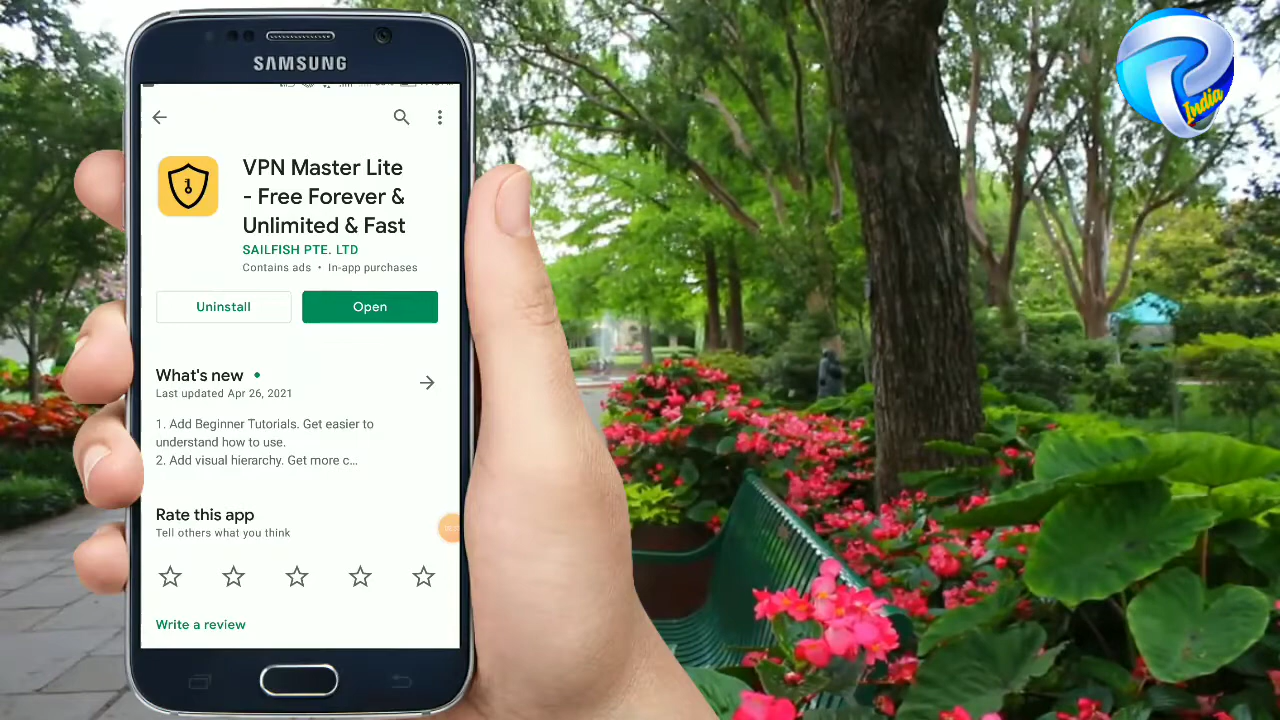 SAMSUNG
VPN Master Lite
- Free Forever &
Unlimited & Fast
SAILFISH PTE. LTD
Contains ads • In-app purchases
Uninstall
Open
What's new
Last updated Apr 26, 2021
1. Add Beginner Tutorials. Get easier to
understand how to use.
2. Add visual hierarchy. Get more c...
Rate this app
Tell others what you think
Write a review
India